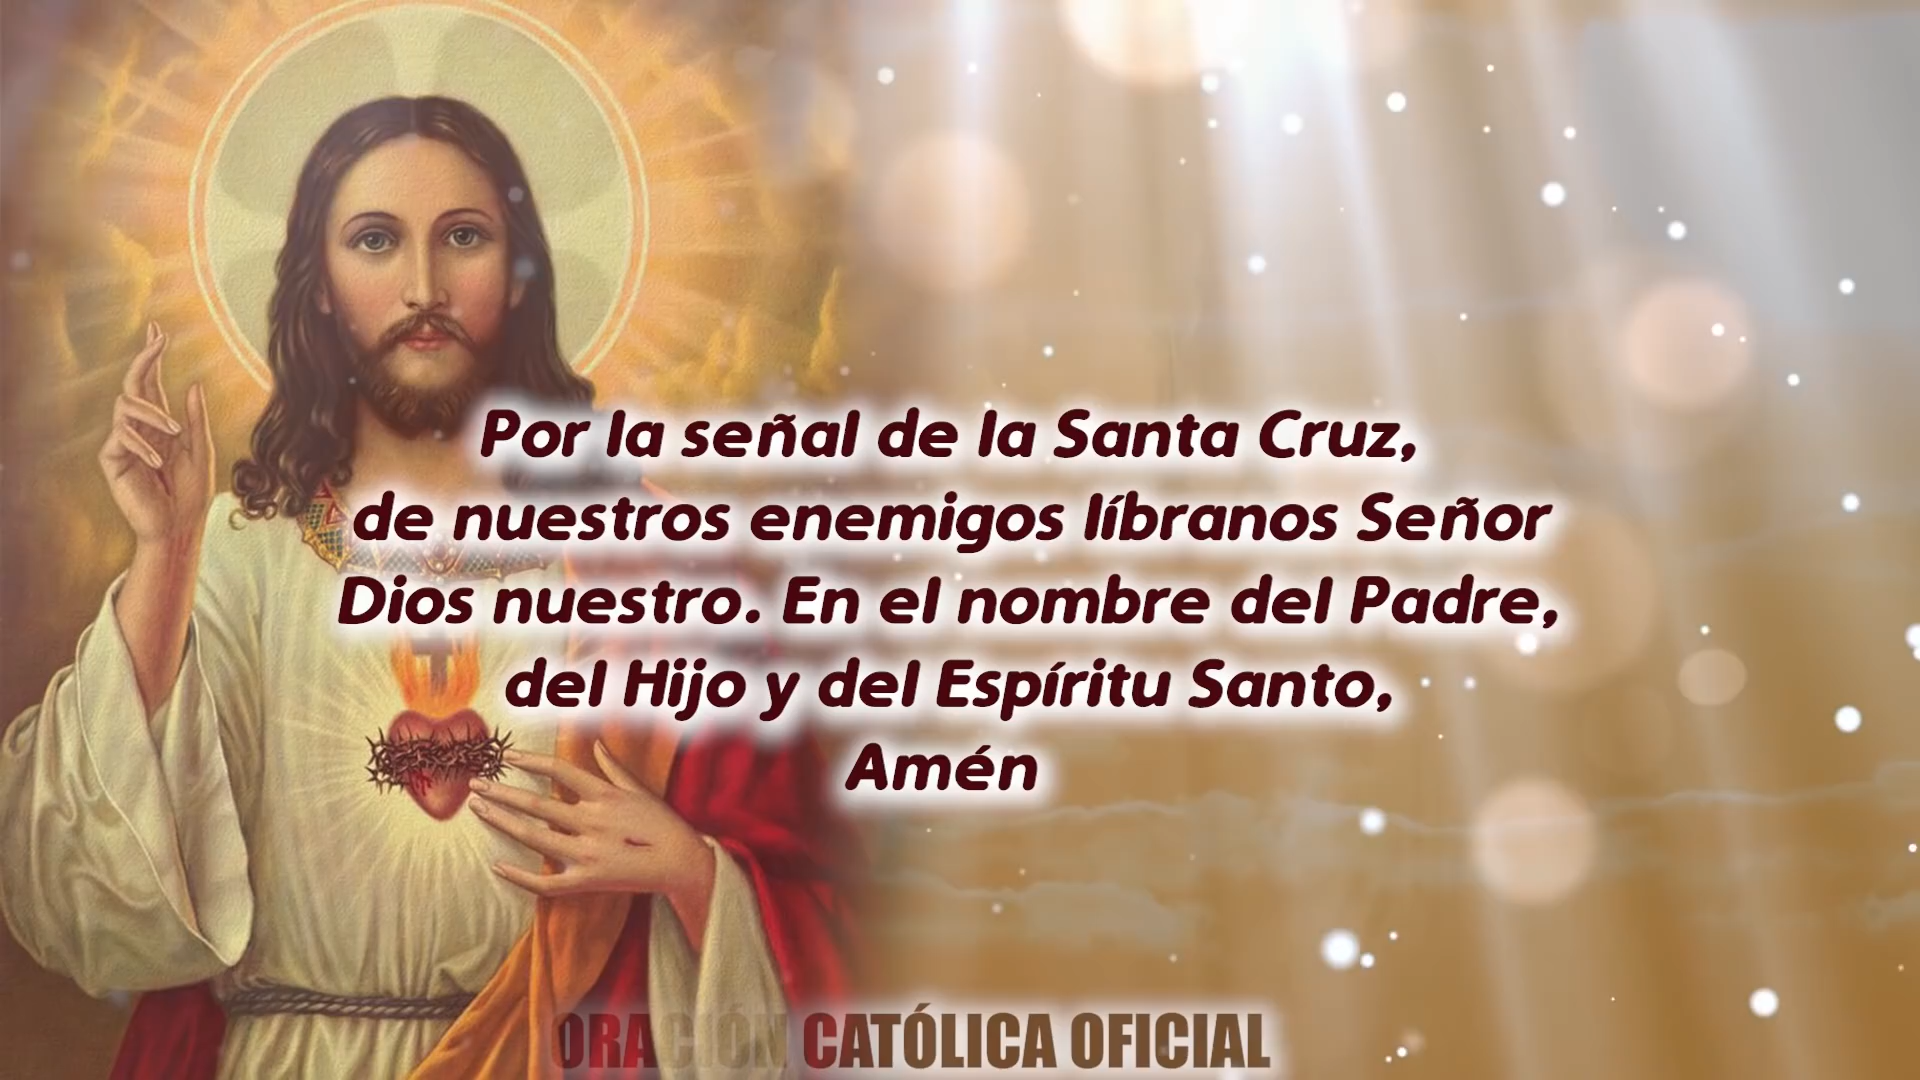 Por la señal de la Santa Cruz,
de nuestros enemigos líbranos Señor
Dios nuestro. En el nombre del Padre,
del Hijo y del Espíritu Santo,
Amén
ORACIÓN CATÓLICA OFICIAL